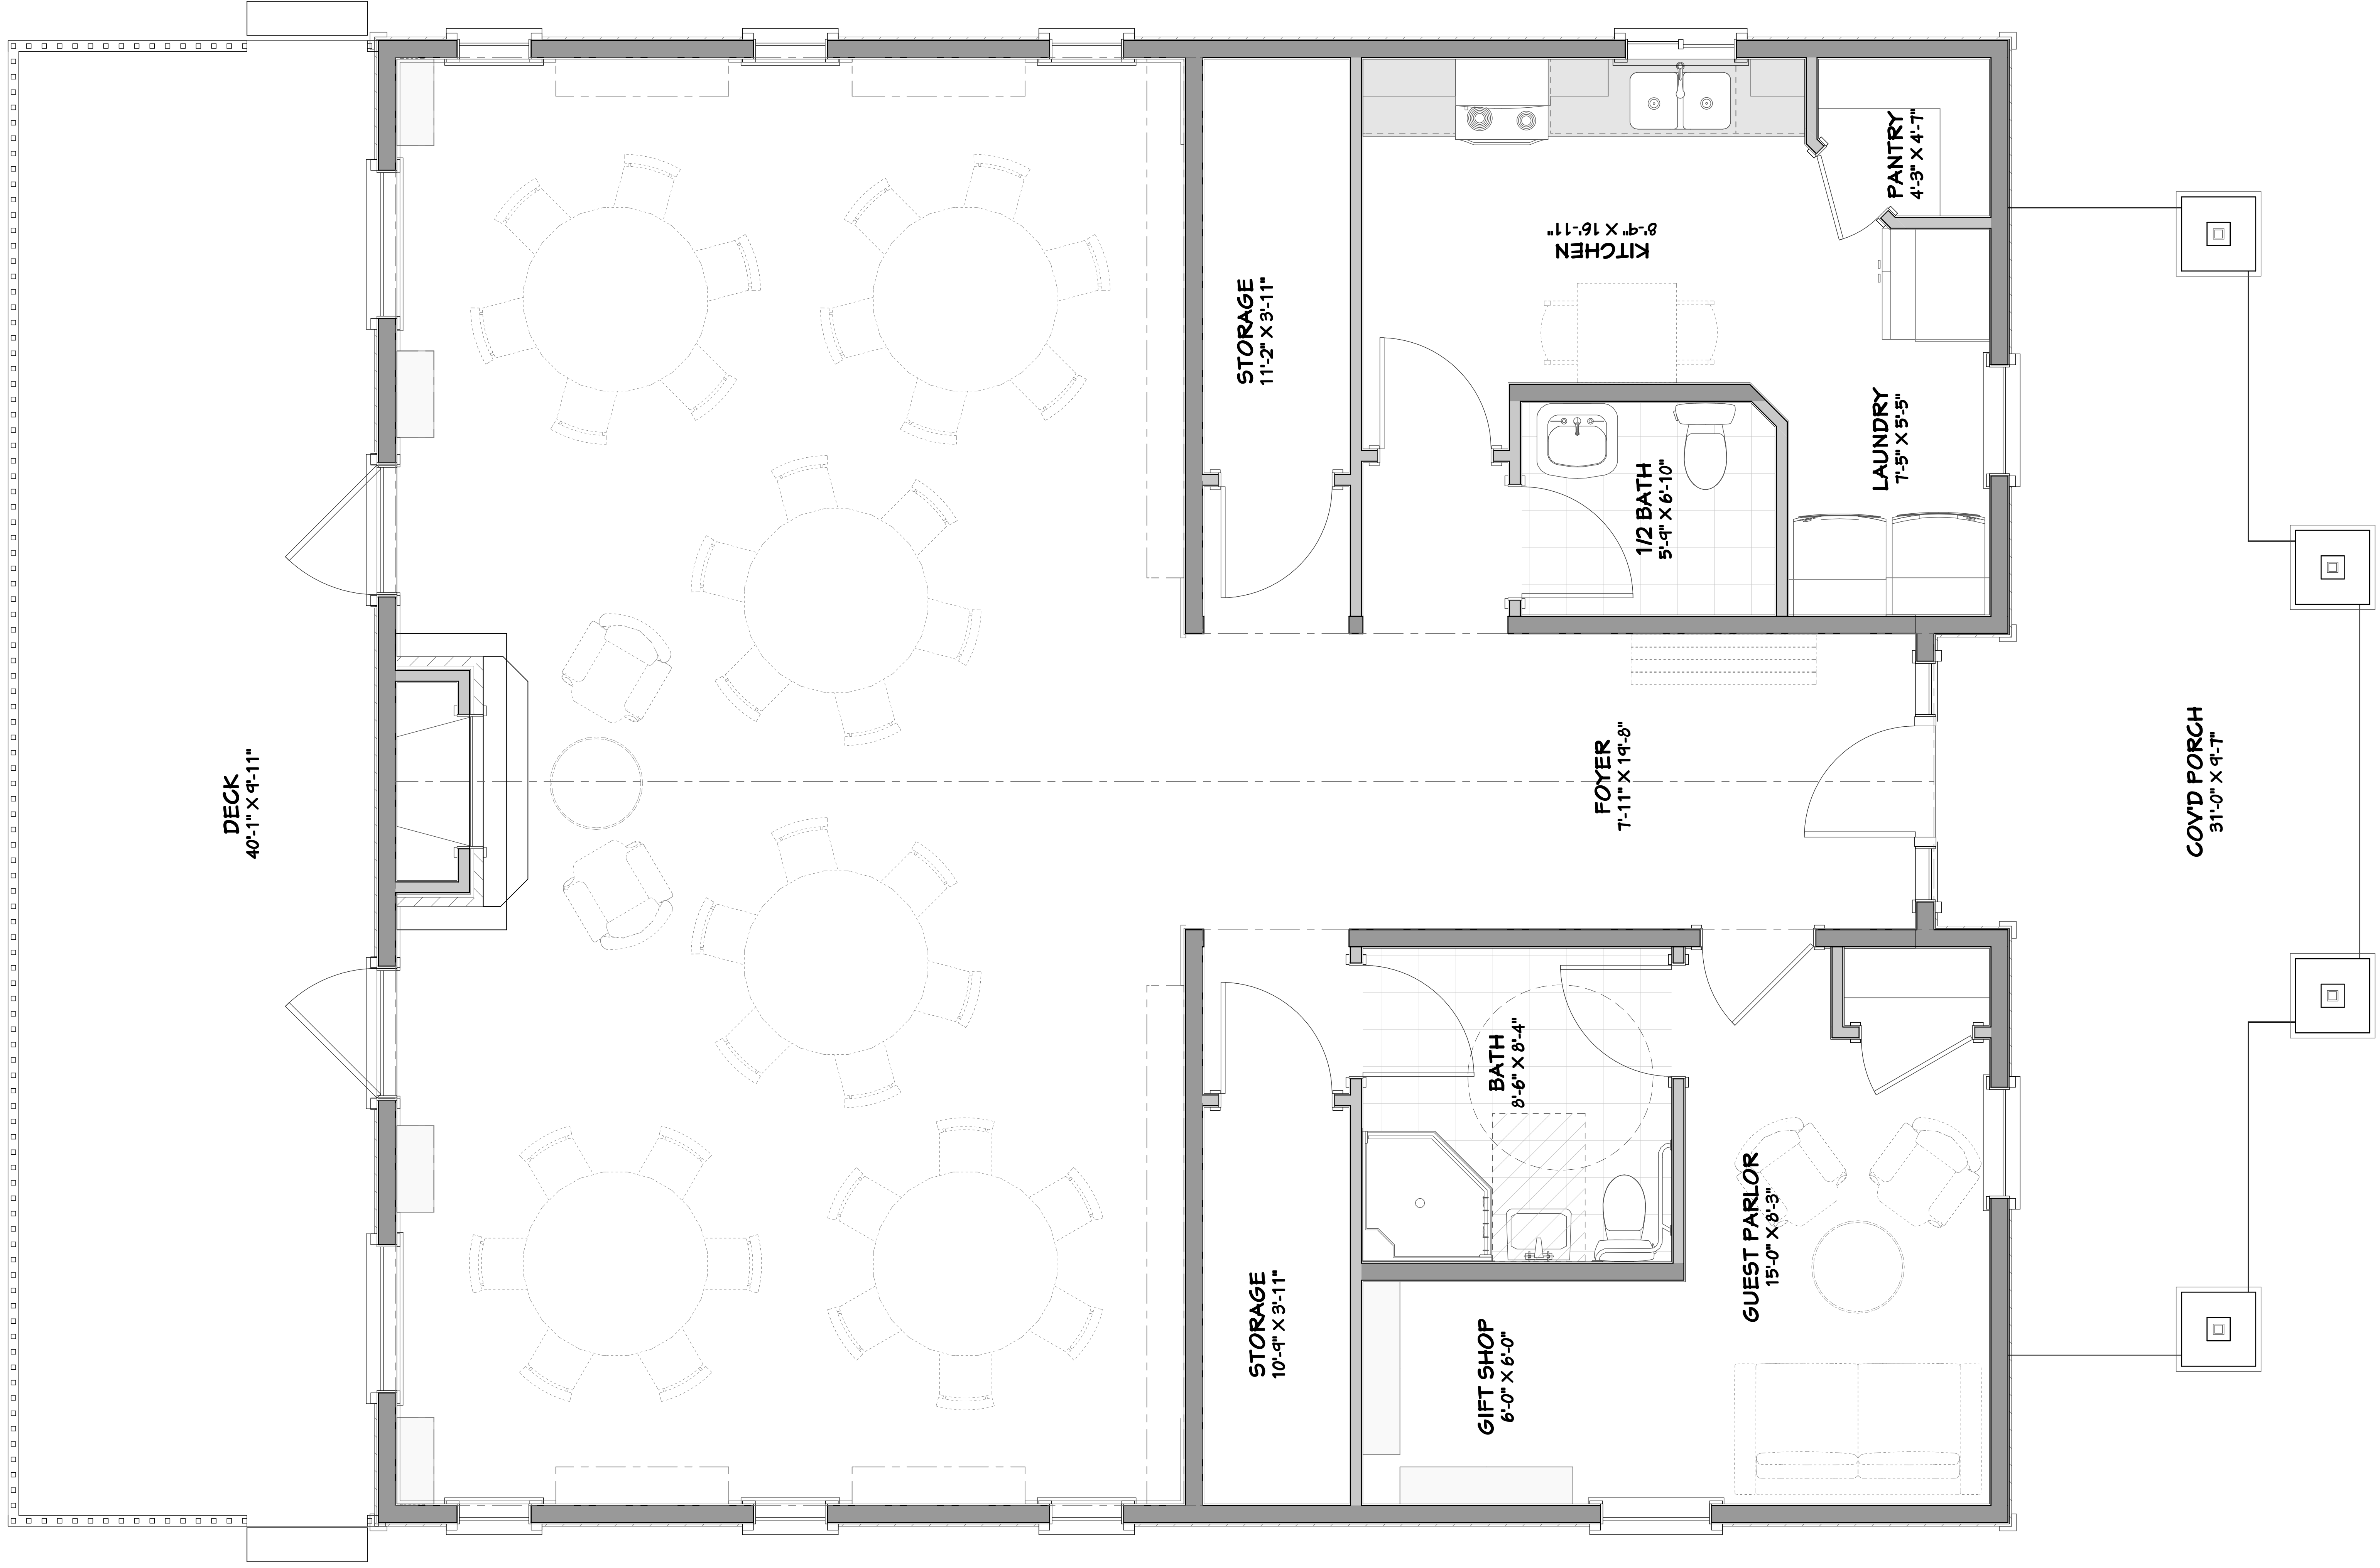 DECK
40'-1" X 9'-11"
STORAGE
11'-2" X 3'-11"
KITCHEN
8'-9" X 16'-11"
PANTRY
4'-3" X 4'-7"
LAUNDRY
7'-5" X 5'-5"
1/2 BATH
5'-9" X 6'-10"
FOYER
7'-11" X 19'-8"
COV'D PORCH
31'-0" X 9'-7"
BATH
8'-6" X 8'-4"
STORAGE
10'-9" X 3'-11"
GIFT SHOP
6'-0" X 6'-0"
GUEST PARLOR
15'-0" X 8'-3"